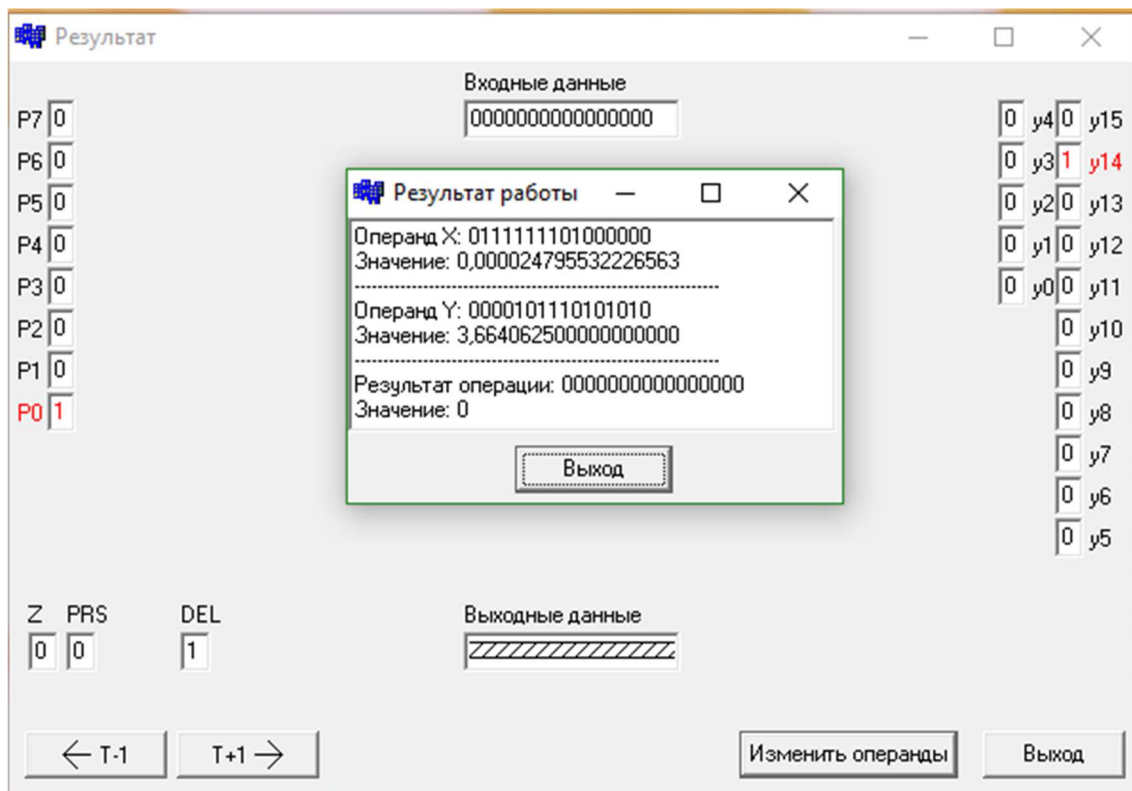 Результат
Входные данные
0000000000000000
P7 0
P6 0
P5 0
P4 0
P3 0
P2 0
P1 0
P0 1
0 y4 0 y15
0 y3 1 y14
0 y2 0 y13
0 y1 0 y12
0 y0 0 y11
0 y10
0 y9
0 y8
0 y7
0 y6
0 y5
Результат работы
Операнд X: 0111111101000000
Значение: 0,000024795532226563
Операнд Y: 0000101110101010
Значение: 3,664062500000000000
Результат операции: 0000000000000000
Значение: 0
Выход
Z PRS DEL
0 0 1
Выходные данные
← T-1
T+1 →
Изменить операнды
Выход